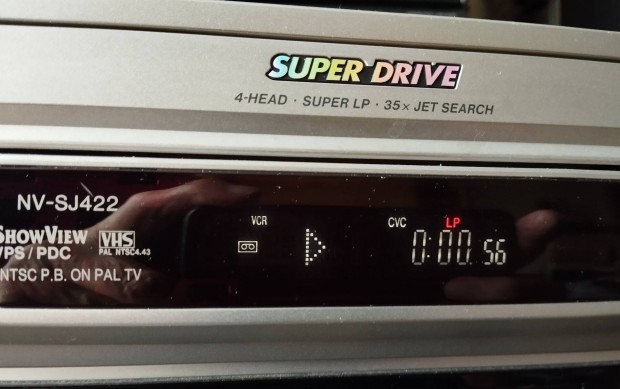 SUPER DRIVE
4-HEAD · SUPER LP · 35x JET SEARCH
NV-SJ422
SHOWVIEW
VPS/PDC
VHS
PAL NTSC4.43
NTSC P.B. ON PAL TV
VCR
CVC LP
0:00 56